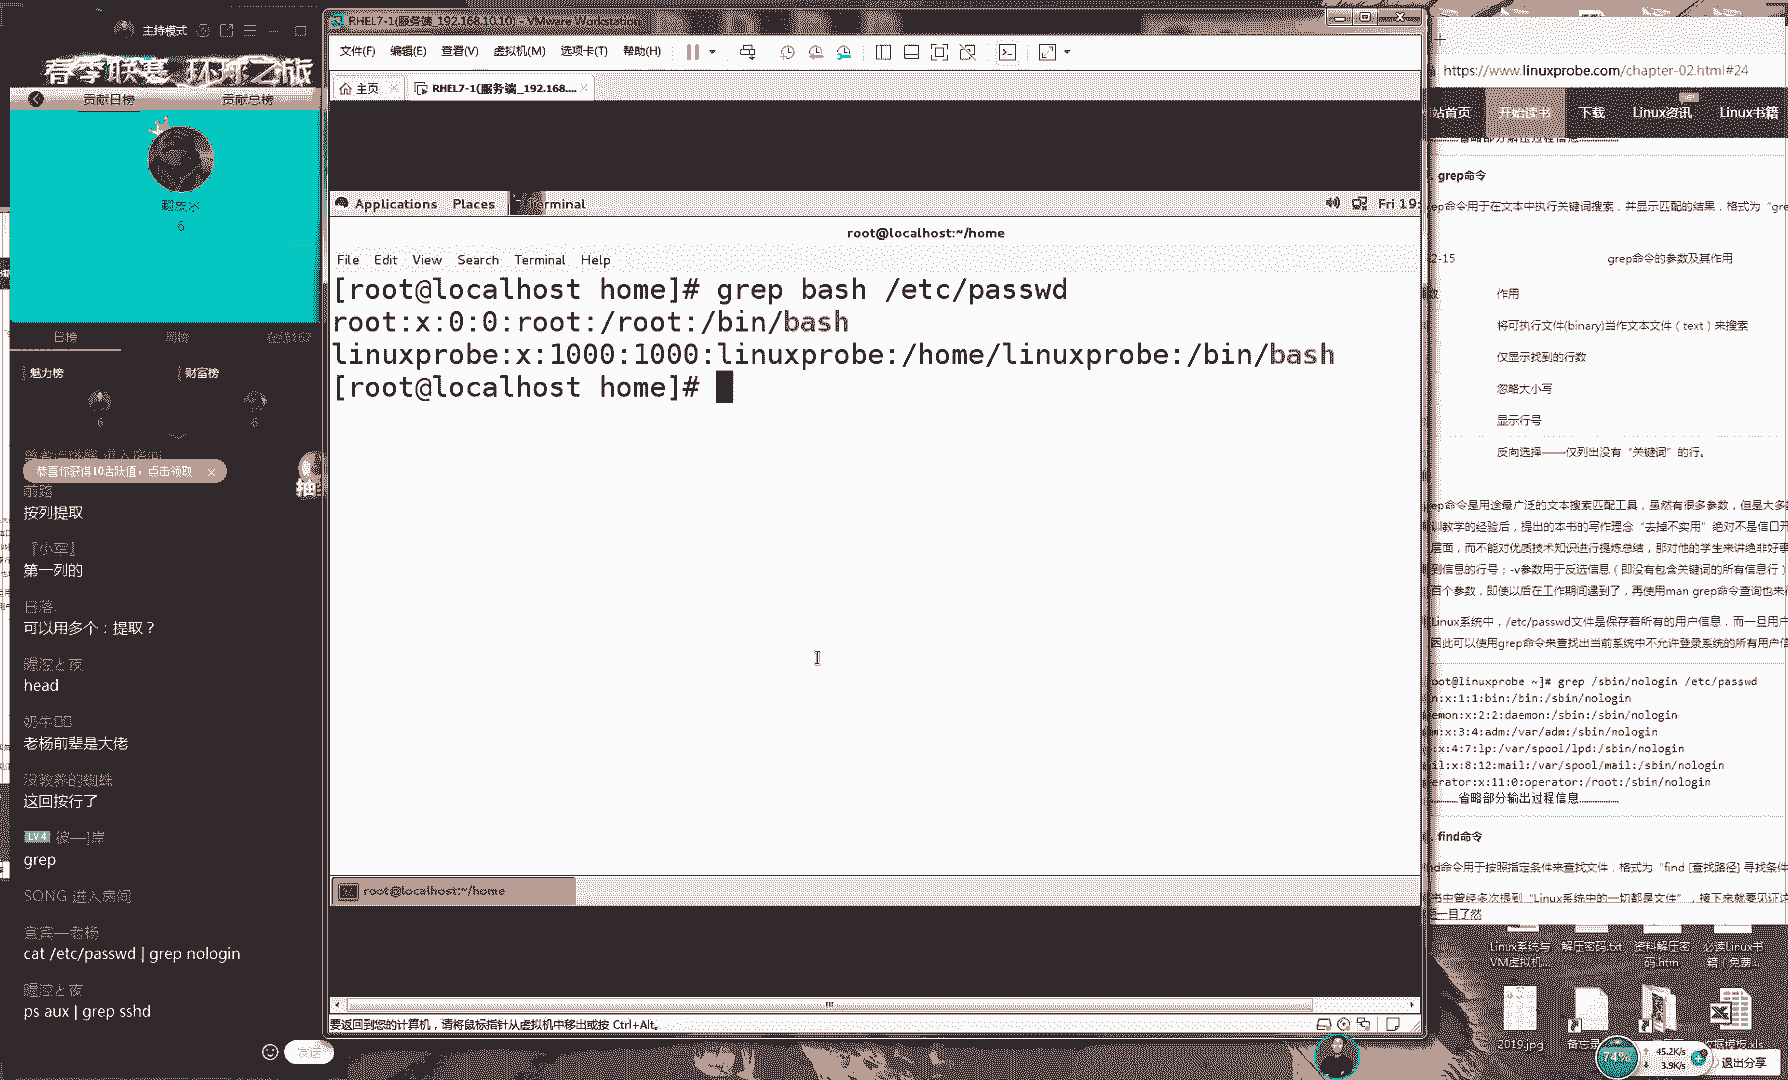 主持模式
春季联赛 环球之旅
贡献日榜
贡献总榜
6
日榜
周榜
魅力榜
财富榜
6
6
恭喜你获得10活跃值，点击领取
前路
按列提取
『小军』
第一列的
日落.
可以用多个：提取？
head
老杨前辈是大佬
没教养的蜘蛛
这回按行了
LV 4
grep
SONG 进入房间
宜宾—老杨
cat /etc/passwd | grep nologin
ps aux | grep sshd
发送
RHEL7-1(服务端_192.168.10.10) - VMware Workstation
文件(F) 编辑(E) 查看(V) 虚拟机(M) 选项卡(T) 帮助(H)
主页
RHEL7-1(服务端_192.168....
Applications Places Terminal
Fri 19:
root@localhost:~/home
File Edit View Search Terminal Help
[root@localhost home]# grep bash /etc/passwd
root:x:0:0:root:/root:/bin/bash
linuxprobe:x:1000:1000:linuxprobe:/home/linuxprobe:/bin/bash
[root@localhost home]#
root@localhost:~/home
要返回到您的计算机，请将鼠标指针从虚拟机中移出或按 Ctrl+Alt。
https://www.linuxprobe.com/chapter-02.html#24
站首页 开始读书 下载 Linux资讯 Linux书籍
省略部分解压过程信息
grep命令
ep命令用于在文本中执行关键词搜索，并显示匹配的结果，格式为“gre
2-15
grep命令的参数及其作用
数
作用
将可执行文件(binary)当作文本文件（text）来搜索
仅显示找到的行数
忽略大小写
显示行号
反向选择——仅列出没有“关键词”的行。
ep命令是用途最广泛的文本搜索匹配工具，虽然有很多参数，但是大多数
训教学的经验后，提出的本书的写作理念“去掉不实用”绝对不是信口开
层面，而不能对优质技术知识进行提炼总结，那对他的学生来讲绝非好事
到信息的行号；-v参数用于反选信息（即没有包含关键词的所有信息行）
百个参数，即使以后在工作期间遇到了，再使用man grep命令查询也来得
Linux系统中，/etc/passwd文件是保存着所有的用户信息，而一旦用户
因此可以使用grep命令来查找出当前系统中不允许登录系统的所有用户信
oot@linuxprobe ~]# grep /sbin/nologin /etc/passwd
n:x:1:1:bin:/bin:/sbin/nologin
emon:x:2:2:daemon:/sbin:/sbin/nologin
m:x:3:4:adm:/var/adm:/sbin/nologin
:x:4:7:lp:/var/spool/lpd:/sbin/nologin
il:x:8:12:mail:/var/spool/mail:/sbin/nologin
erator:x:11:0:operator:/root:/sbin/nologin
省略部分输出过程信息
find命令
nd命令用于按照指定条件来查找文件，格式为“find [查找路径] 寻找条件
书中曾经多次提到“Linux系统中的一切都是文件”，接下来就要见证这
一目了然
Linux系统与VM虚拟机...
解压密码.txt
资料解压密码.htm
必读Linux书籍（免费...
2019.jpg
74%
45.2K/s
3.9K/s
退出分享